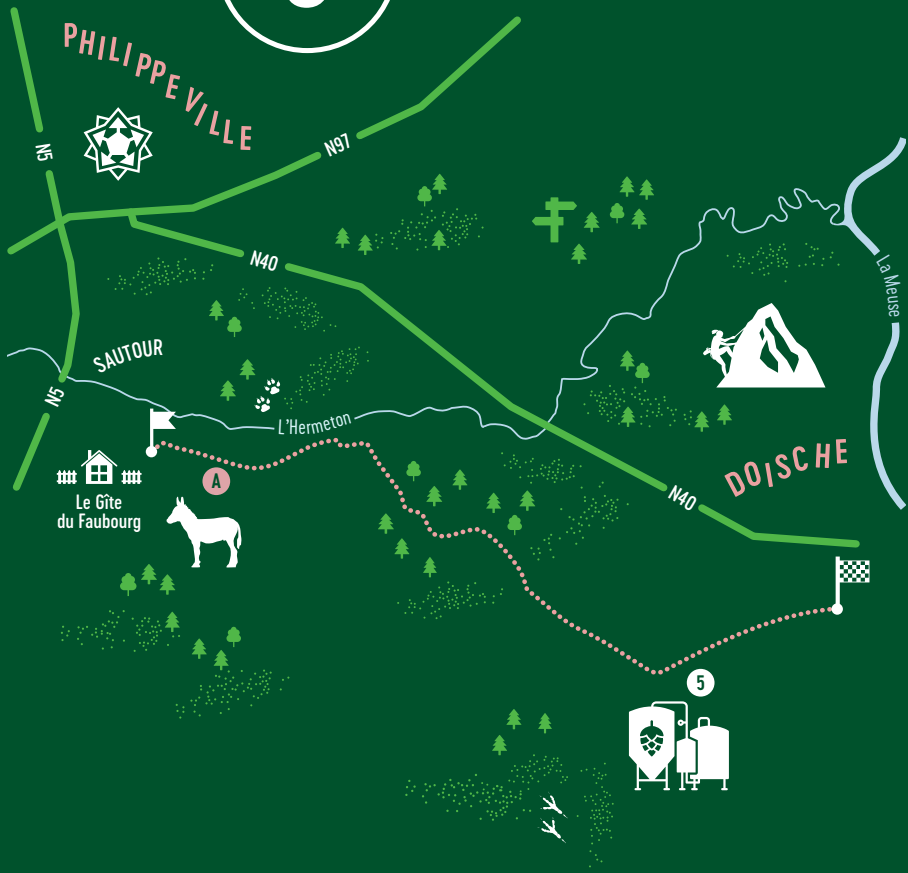 PHILIPPEVILLE
N5
N97
N40
La Meuse
SAUTOUR
N5
L'Hermeton
DOISCHE
A
Le Gîte
du Faubourg
N40
5